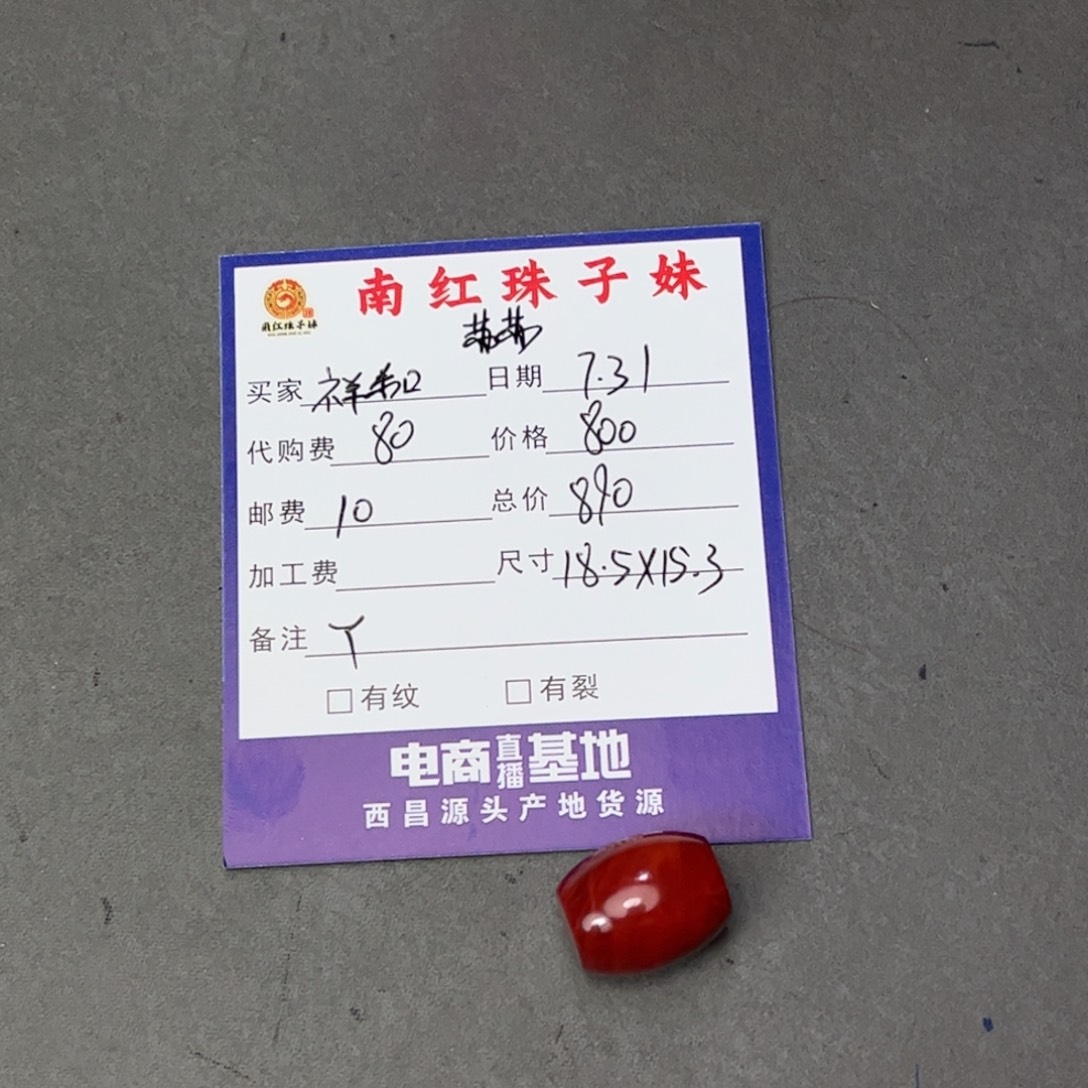 南红珠子妹
南红珠子妹
买家 祥和 日期 7.31
代购费 80 价格 800
邮费 10 总价 890
加工费 尺寸 18.5X15.3
备注 丫
□有纹 □有裂
电商直播基地
西昌源头产地货源